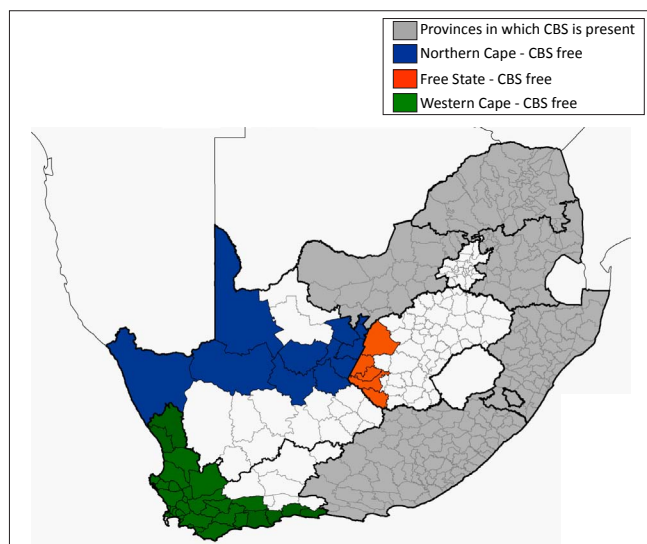 Provinces in which CBS is present
Northern Cape - CBS free
Free State - CBS free
Western Cape - CBS free